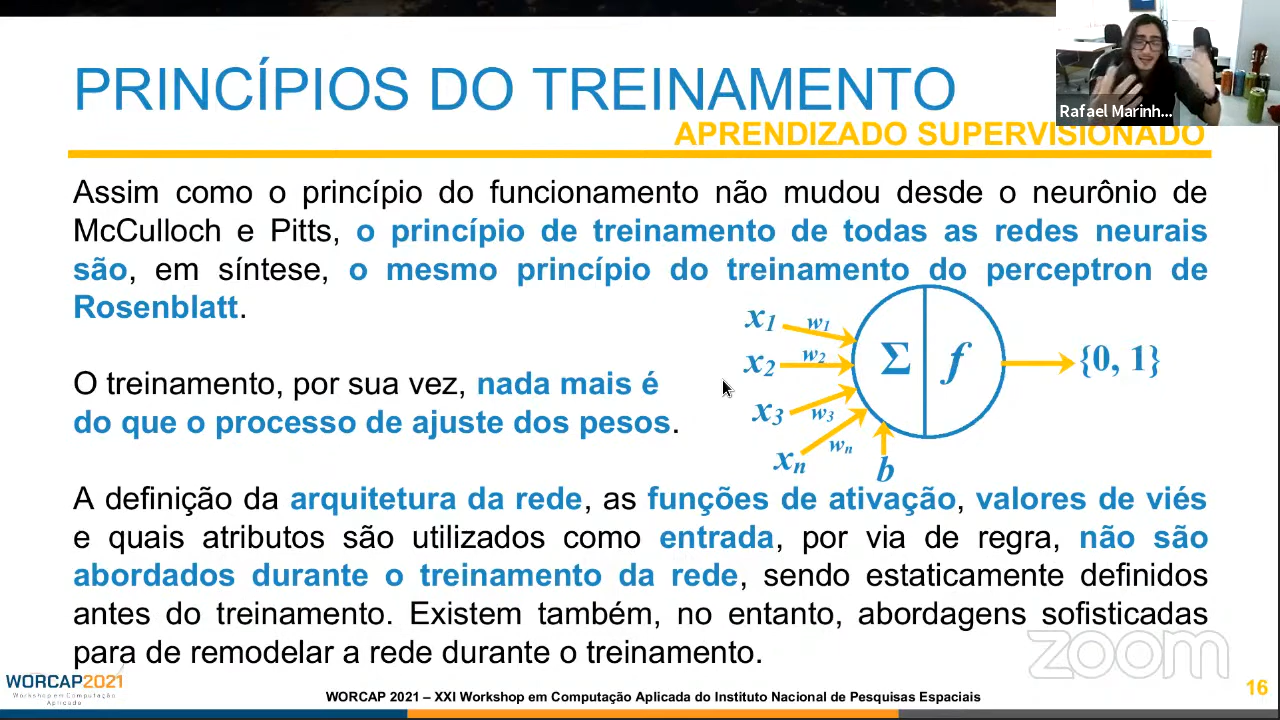 PRINCÍPIOS DO TREINAMENTO
Rafael Marinh...
APRENDIZADO SUPERVISIONADO
Assim como o princípio do funcionamento não mudou desde o neurônio de
McCulloch e Pitts, o princípio de treinamento de todas as redes neurais
são, em síntese, o mesmo princípio do treinamento do perceptron de
Rosenblatt.
x1 w1
x2 w2
x3 w3
xn wn
b
Σ f
{0, 1}
O treinamento, por sua vez, nada mais é
do que o processo de ajuste dos pesos.
A definição da arquitetura da rede, as funções de ativação, valores de viés
e quais atributos são utilizados como entrada, por via de regra, não são
abordados durante o treinamento da rede, sendo estaticamente definidos
antes do treinamento. Existem também, no entanto, abordagens sofisticadas
para de remodelar a rede durante o treinamento.
zoom
WORCAP2021
Workshop em Computação
Aplicada
WORCAP 2021 – XXI Workshop em Computação Aplicada do Instituto Nacional de Pesquisas Espaciais
16